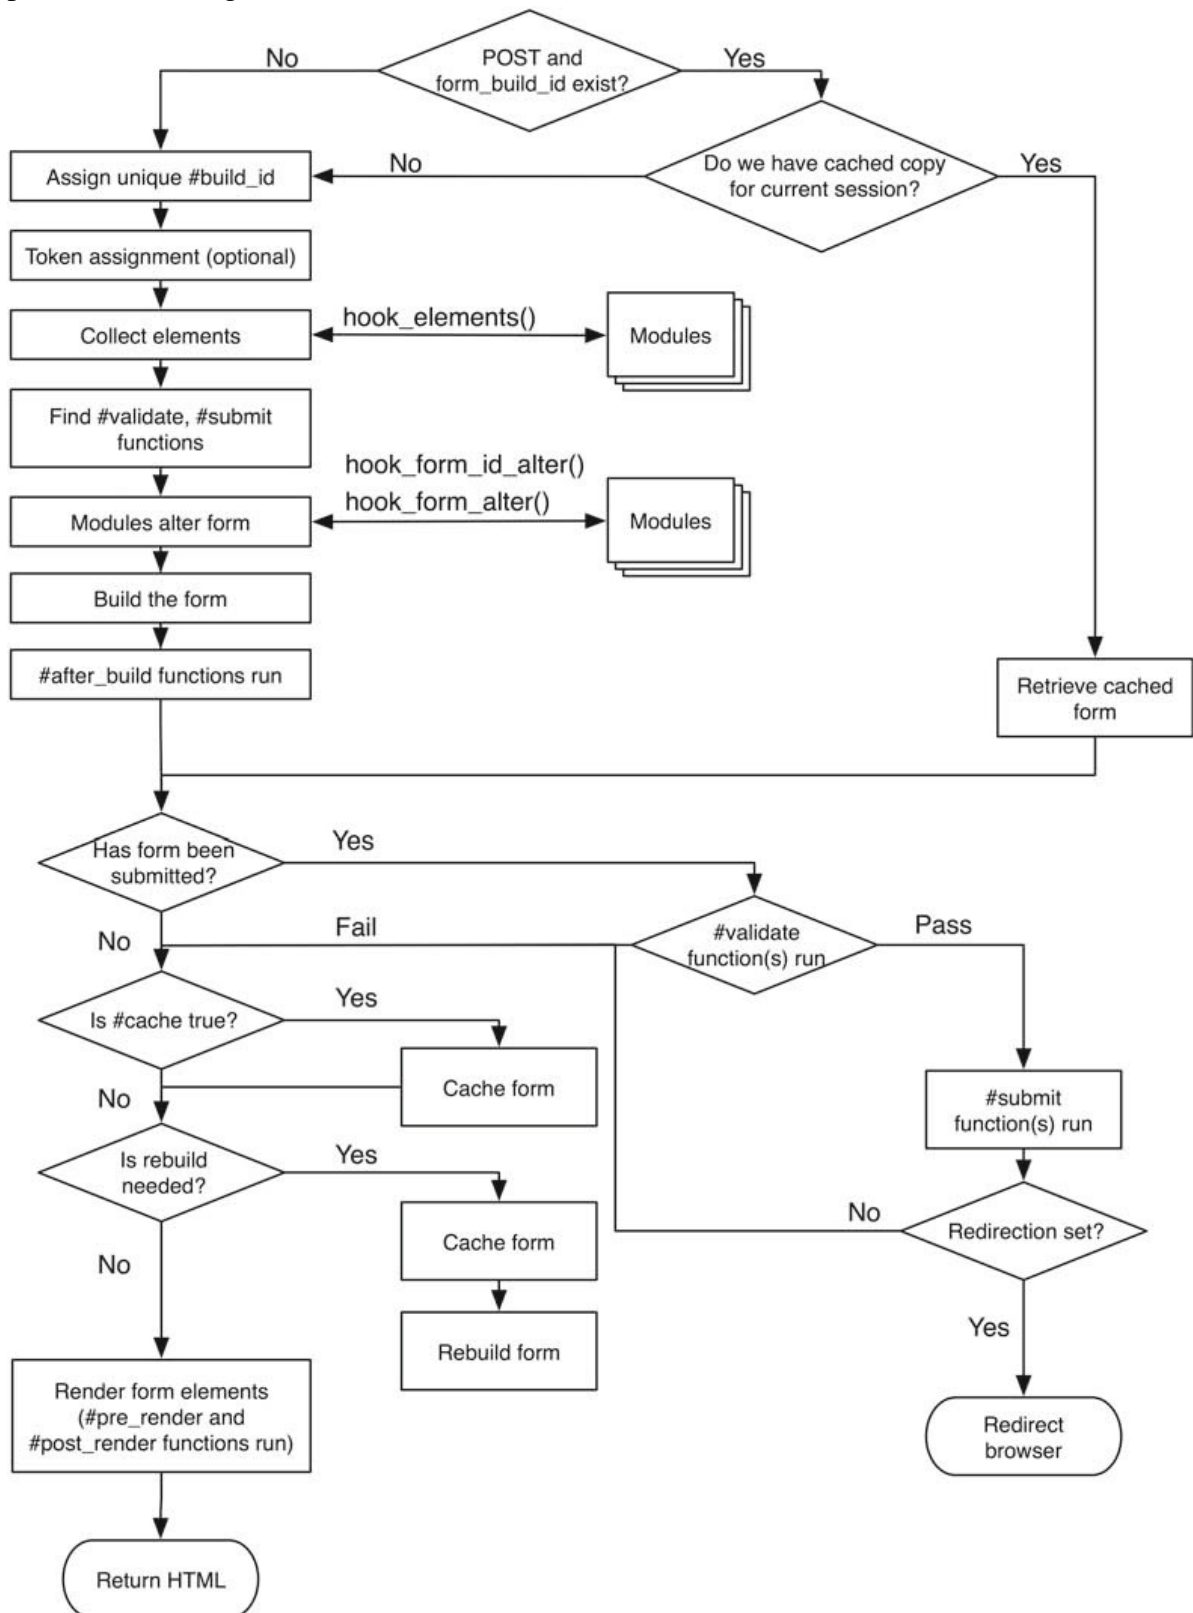 No
POST and
form_build_id exist?
Yes
No
Do we have cached copy
for current session?
Yes
Assign unique #build_id
Token assignment (optional)
Collect elements
hook_elements()
Modules
Find #validate, #submit
functions
hook_form_id_alter()
hook_form_alter()
Modules alter form
Modules
Build the form
#after_build functions run
Retrieve cached
form
Has form been
submitted?
Yes
No
Fail
#validate
function(s) run
Pass
Is #cache true?
Yes
Cache form
No
#submit
function(s) run
Is rebuild
needed?
Yes
Cache form
No
No
Redirection set?
Rebuild form
Yes
Render form elements
(#pre_render and
#post_render functions run)
Redirect
browser
Return HTML